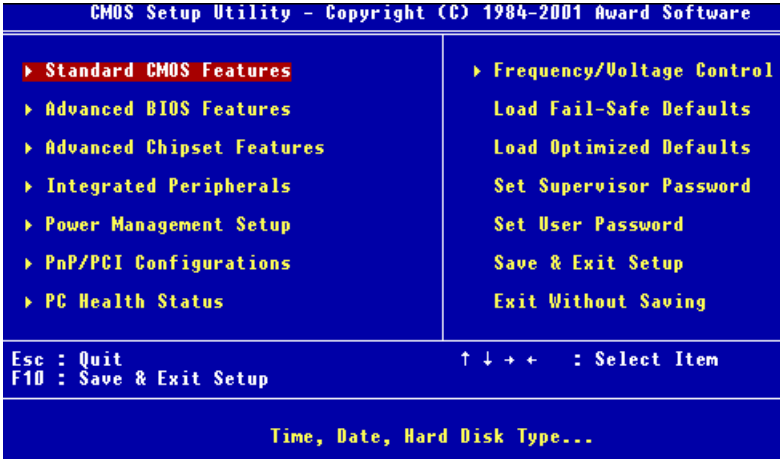 CMOS Setup Utility - Copyright (C) 1984-2001 Award Software
Standard CMOS Features
Advanced BIOS Features
Advanced Chipset Features
Integrated Peripherals
Power Management Setup
PnP/PCI Configurations
PC Health Status
Frequency/Voltage Control
Load Fail-Safe Defaults
Load Optimized Defaults
Set Supervisor Password
Set User Password
Save & Exit Setup
Exit Without Saving
Esc : Quit
F10 : Save & Exit Setup
↑ ↓ → ← : Select Item
Time, Date, Hard Disk Type...